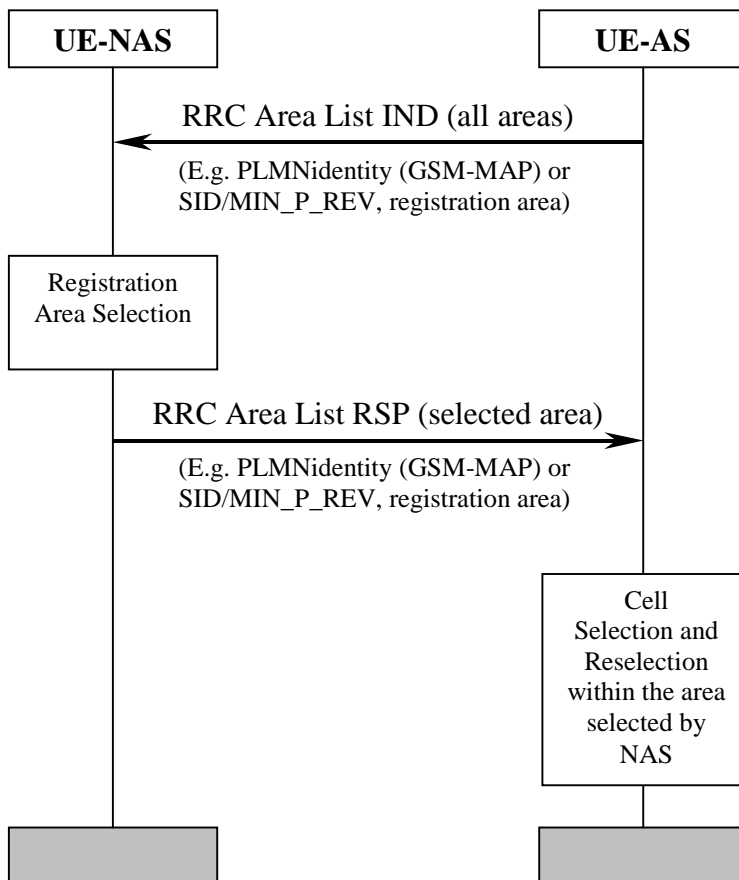 UE-NAS
UE-AS
RRC Area List IND (all areas)
(E.g. PLMNidentity (GSM-MAP) or
SID/MIN_P_REV, registration area)
Registration
Area Selection
RRC Area List RSP (selected area)
(E.g. PLMNidentity (GSM-MAP) or
SID/MIN_P_REV, registration area)
Cell
Selection and
Reselection
within the area
selected by
NAS